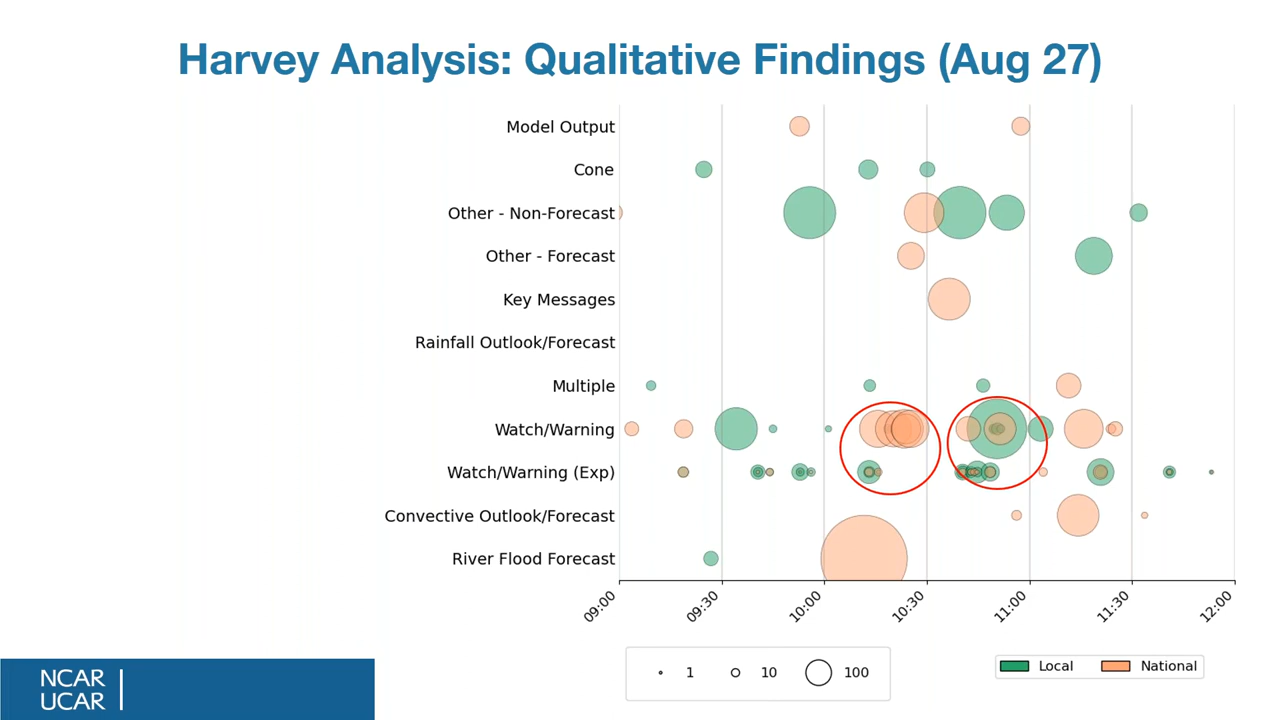 Harvey Analysis: Qualitative Findings (Aug 27)
Model Output
Cone
Other - Non-Forecast
Other - Forecast
Key Messages
Rainfall Outlook/Forecast
Multiple
Watch/Warning
Watch/Warning (Exp)
Convective Outlook/Forecast
River Flood Forecast
09:00 09:30 10:00 10:30 11:00 11:30 12:00
1 10 100
Local National
NCAR
UCAR